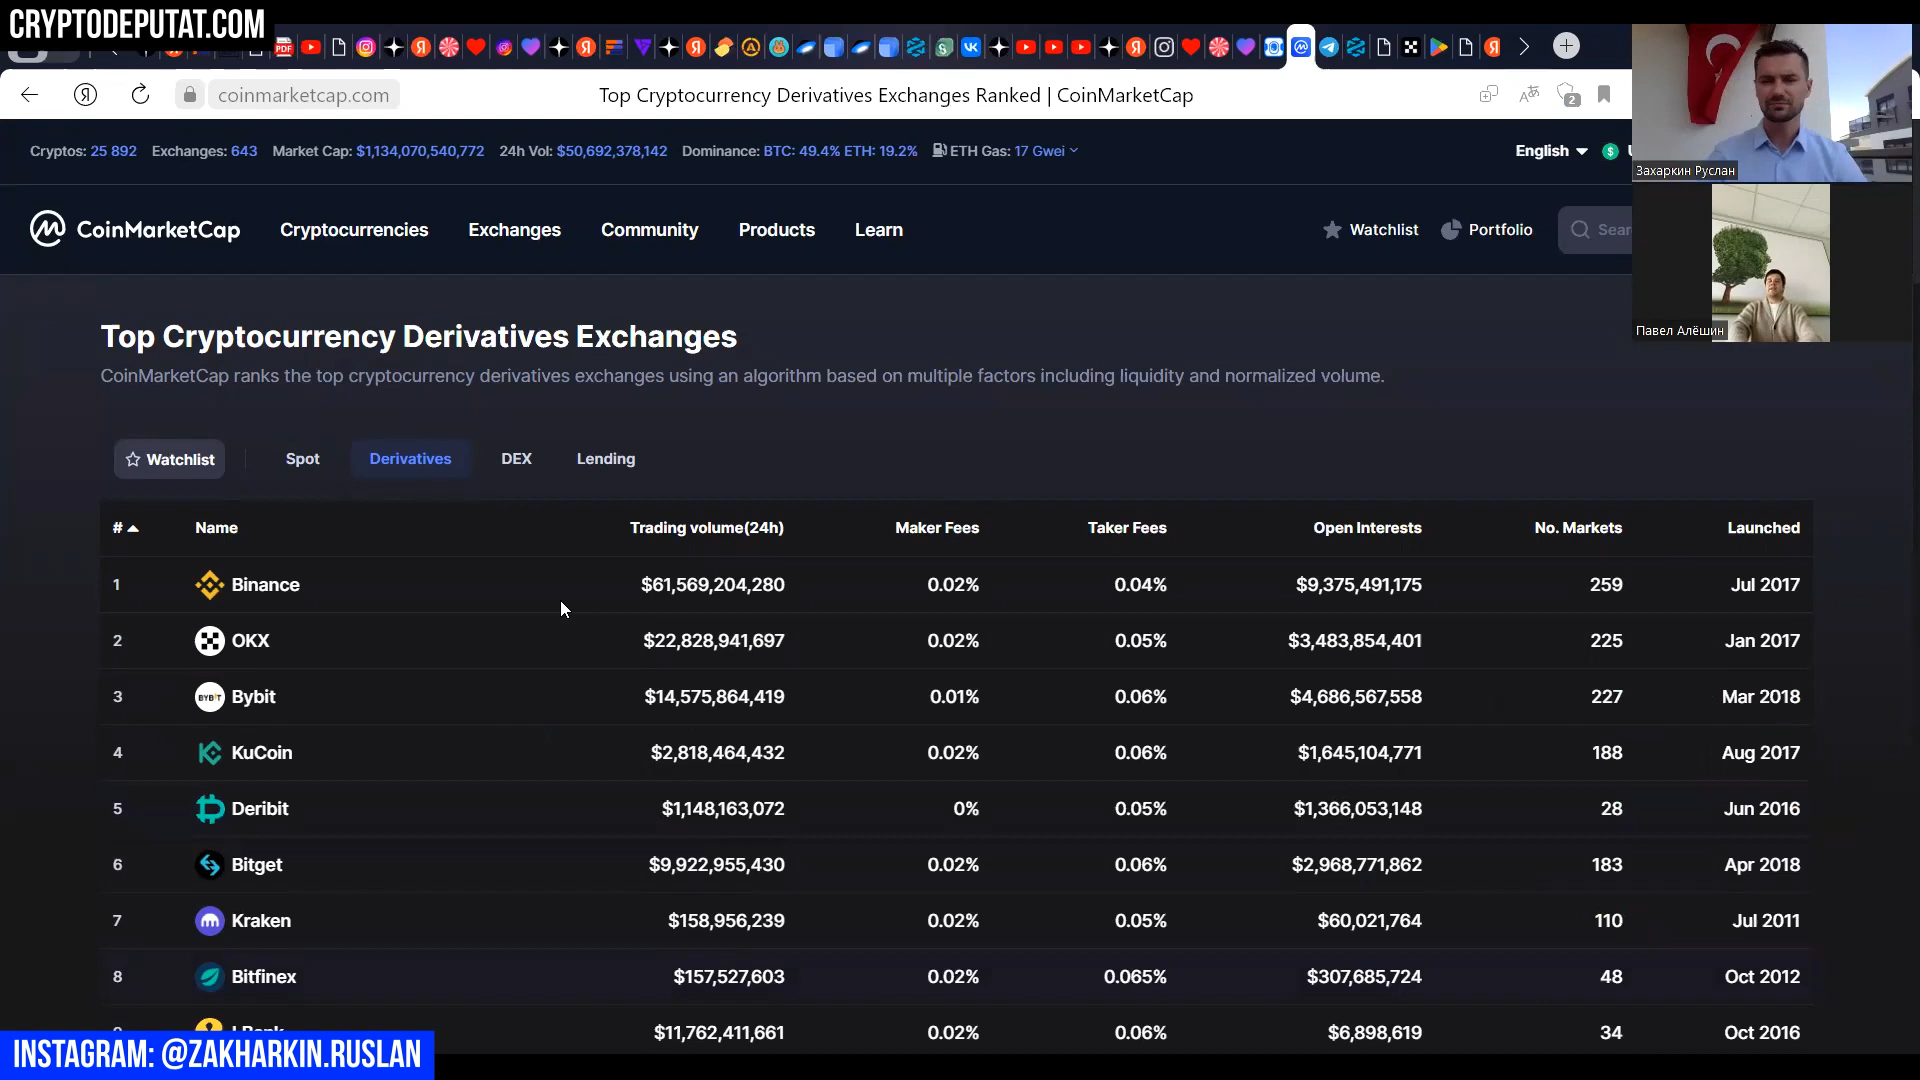 CRYPTODEPUTAT.COM
coinmarketcap.com
Top Cryptocurrency Derivatives Exchanges Ranked | CoinMarketCap
2
Cryptos: 25 892 Exchanges: 643 Market Cap: $1,134,070,540,772 24h Vol: $50,692,378,142 Dominance: BTC: 49.4% ETH: 19.2% ETH Gas: 17 Gwei
English
Захаркин Руслан
CoinMarketCap Cryptocurrencies Exchanges Community Products Learn
Watchlist Portfolio
Павел Алёшин
Top Cryptocurrency Derivatives Exchanges
CoinMarketCap ranks the top cryptocurrency derivatives exchanges using an algorithm based on multiple factors including liquidity and normalized volume.
Watchlist Spot Derivatives DEX Lending
# Name Trading volume(24h) Maker Fees Taker Fees Open Interests No. Markets Launched
1 Binance $61,569,204,280 0.02% 0.04% $9,375,491,175 259 Jul 2017
2 OKX $22,828,941,697 0.02% 0.05% $3,483,854,401 225 Jan 2017
3 Bybit $14,575,864,419 0.01% 0.06% $4,686,567,558 227 Mar 2018
4 KuCoin $2,818,464,432 0.02% 0.06% $1,645,104,771 188 Aug 2017
5 Deribit $1,148,163,072 0% 0.05% $1,366,053,148 28 Jun 2016
6 Bitget $9,922,955,430 0.02% 0.06% $2,968,771,862 183 Apr 2018
7 Kraken $158,956,239 0.02% 0.05% $60,021,764 110 Jul 2011
8 Bitfinex $157,527,603 0.02% 0.065% $307,685,724 48 Oct 2012
$11,762,411,661 0.02% 0.06% $6,898,619 34 Oct 2016
INSTAGRAM: @ZAKHARKIN.RUSLAN